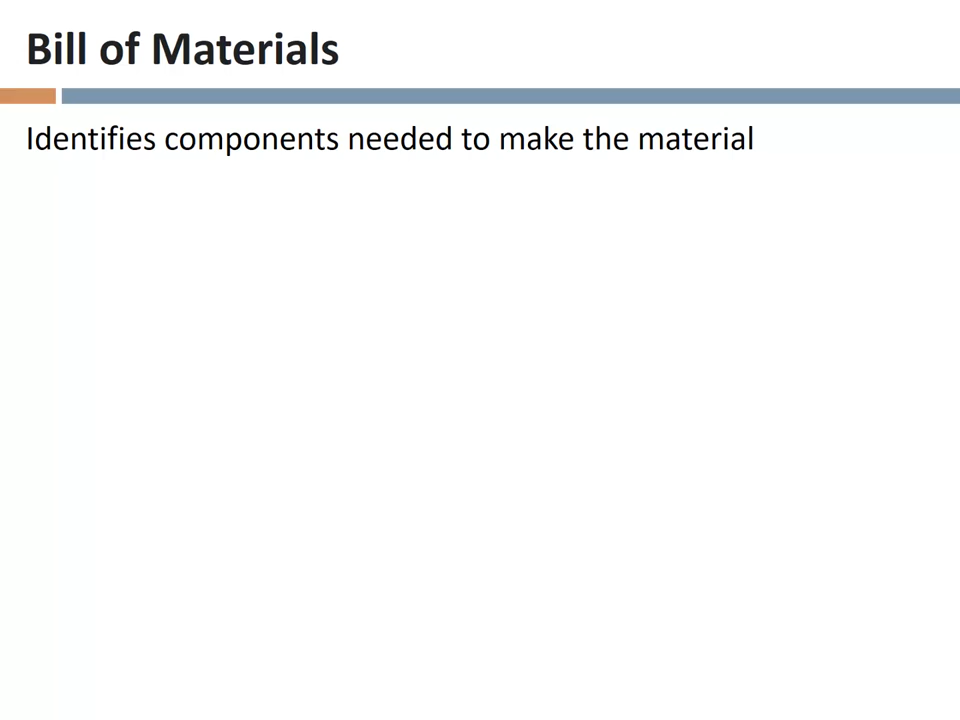 Bill of Materials
Identifies components needed to make the material